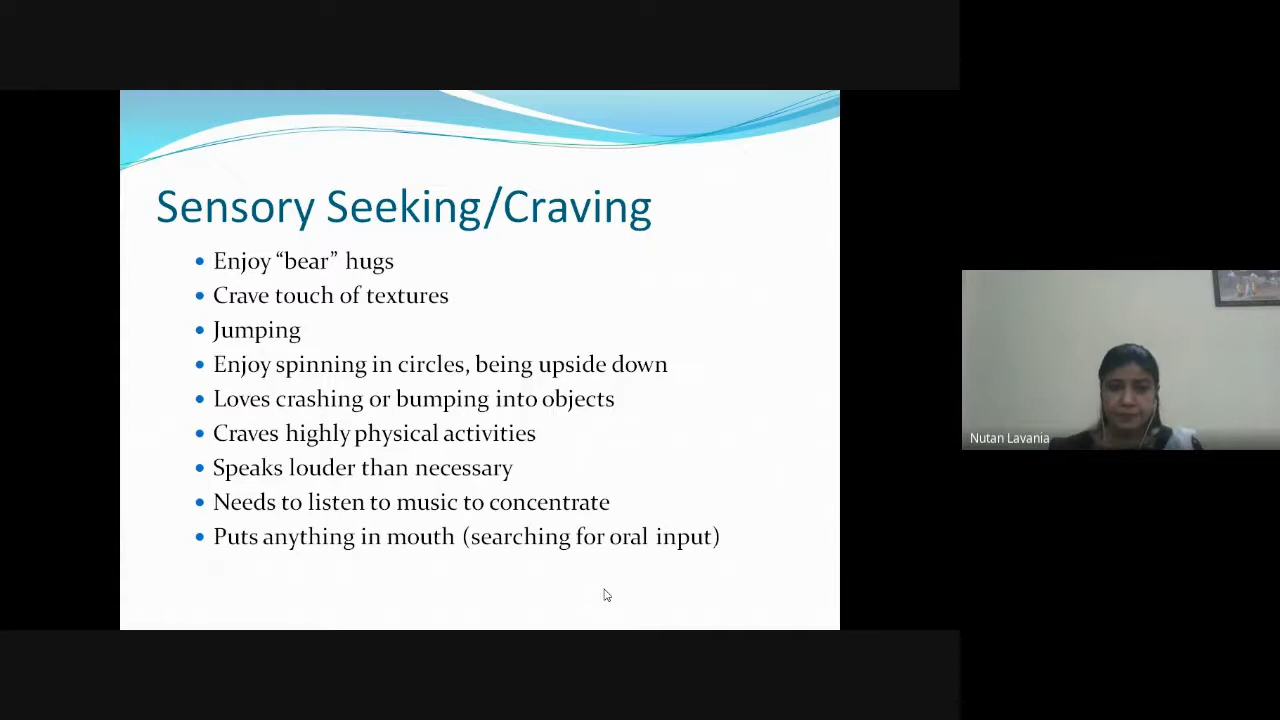 Sensory Seeking/Craving
• Enjoy “bear” hugs
• Crave touch of textures
• Jumping
• Enjoy spinning in circles, being upside down
• Loves crashing or bumping into objects
• Craves highly physical activities
• Speaks louder than necessary
• Needs to listen to music to concentrate
• Puts anything in mouth (searching for oral input)
Nutan Lavania